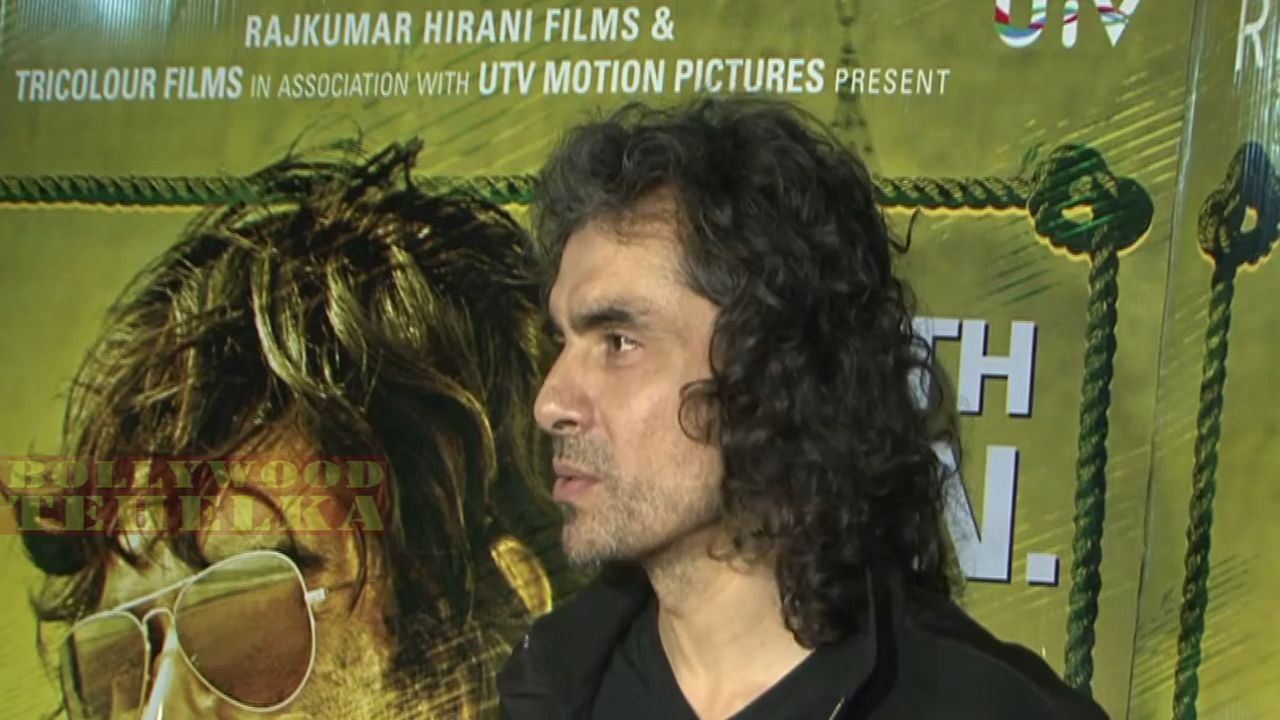 RAJKUMAR HIRANI FILMS &
TRICOLOUR FILMS IN ASSOCIATION WITH UTV MOTION PICTURES PRESENT
UTV
R
TH
N.
BOLLYWOOD
TEHELKA